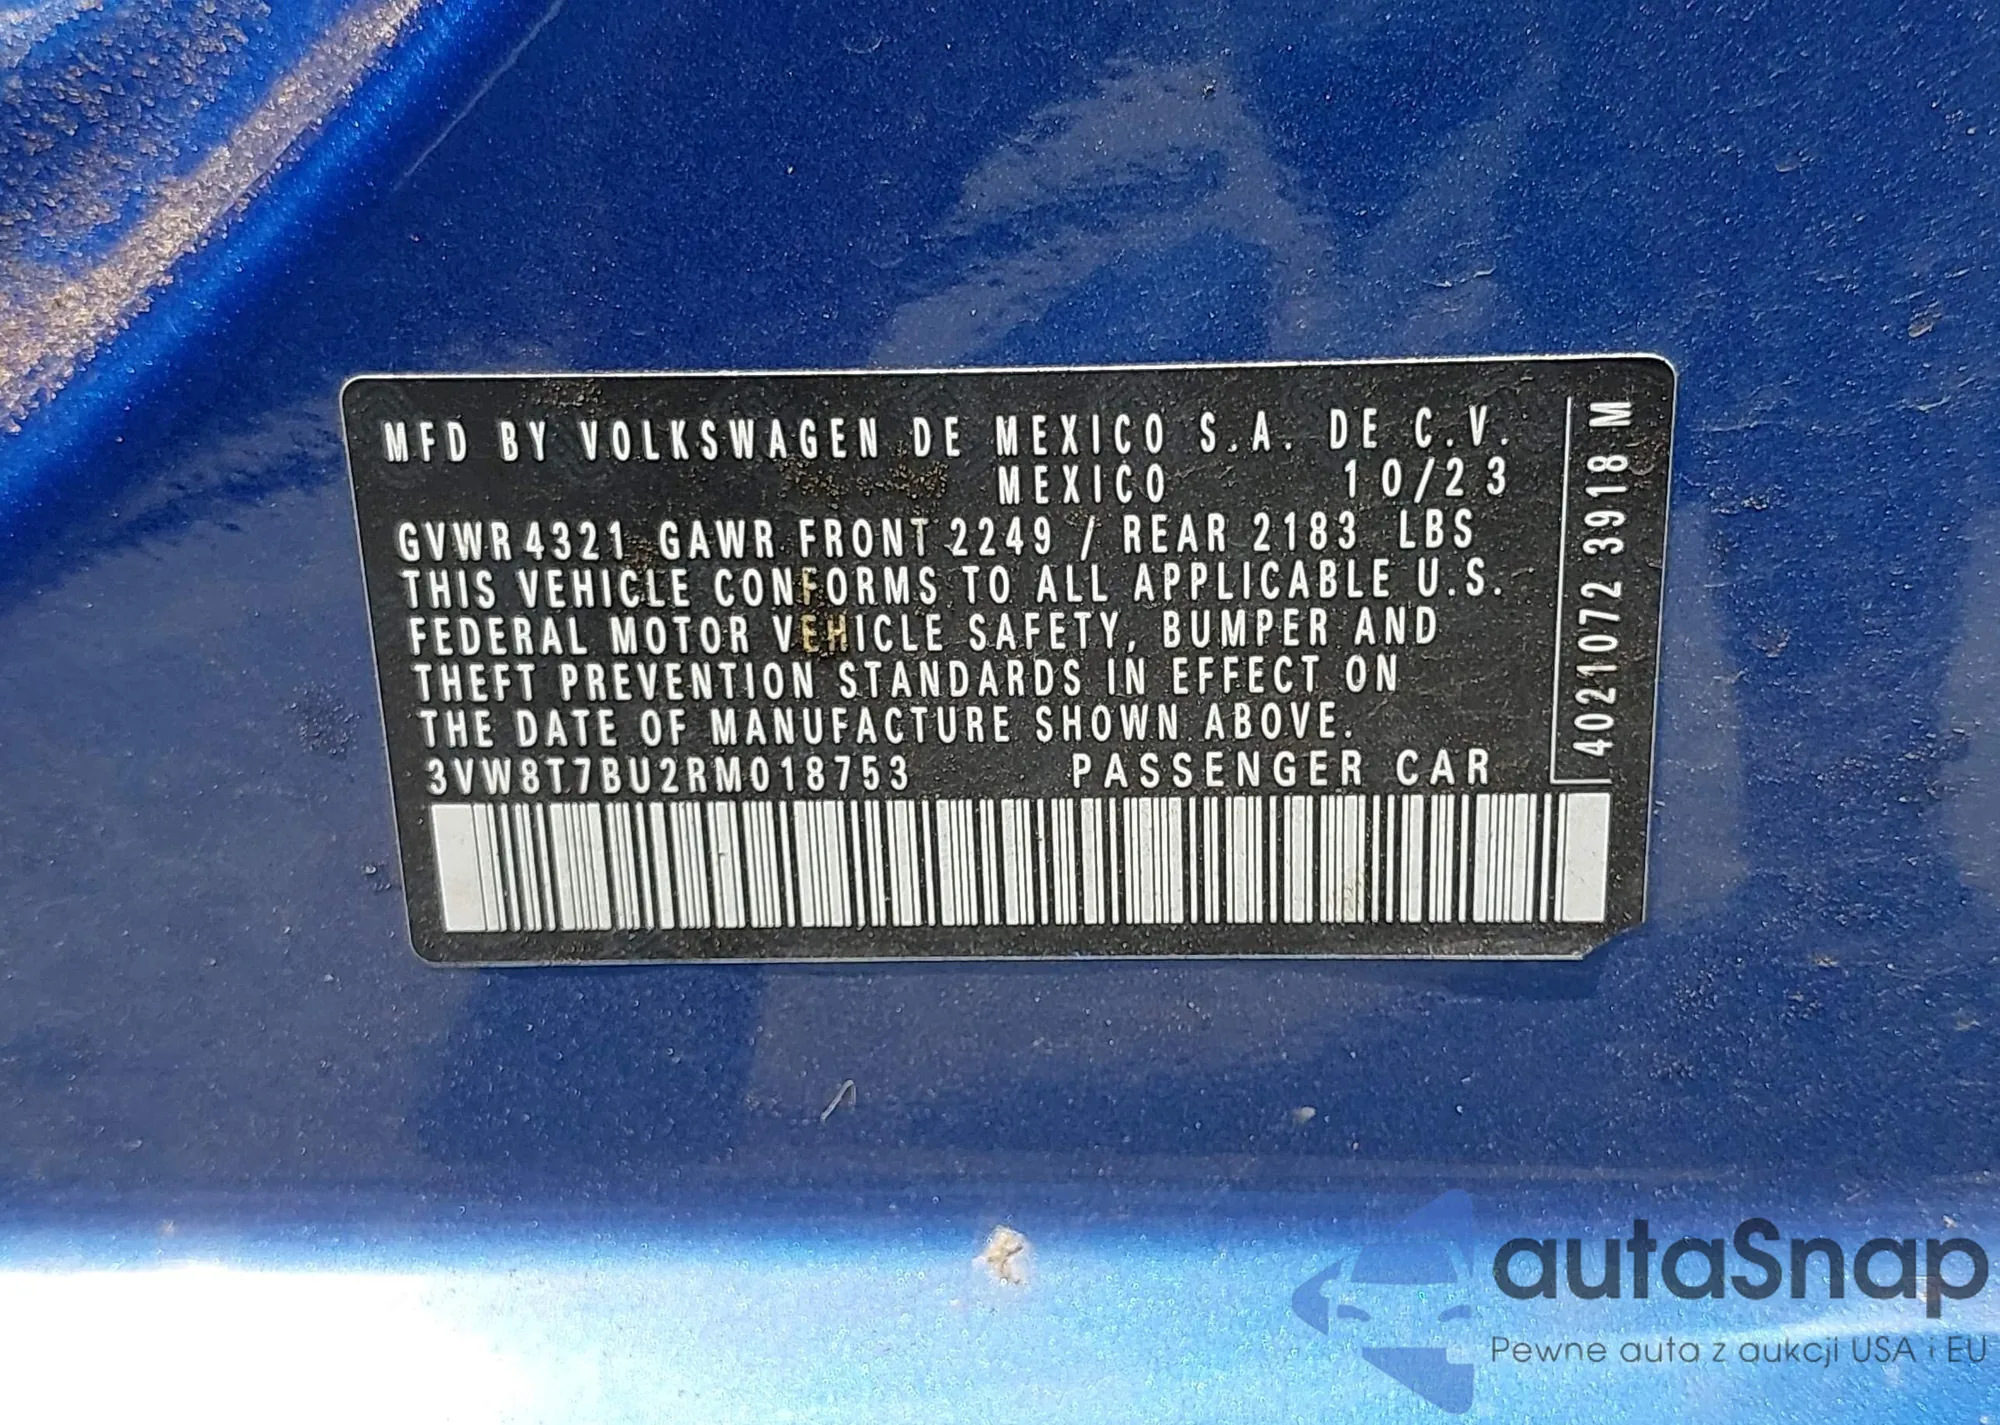 MFD BY VOLKSWAGEN DE MEXICO S.A. DE C.V.
MEXICO 10/23
GVWR 4321 GAWR FRONT 2249 / REAR 2183 LBS
THIS VEHICLE CONFORMS TO ALL APPLICABLE U.S.
FEDERAL MOTOR VEHICLE SAFETY, BUMPER AND
THEFT PREVENTION STANDARDS IN EFFECT ON
THE DATE OF MANUFACTURE SHOWN ABOVE.
3VW8T7BU2RM018753 PASSENGER CAR
4021072 3918 M
autaSnap
Pewne auta z aukcji USA i EU